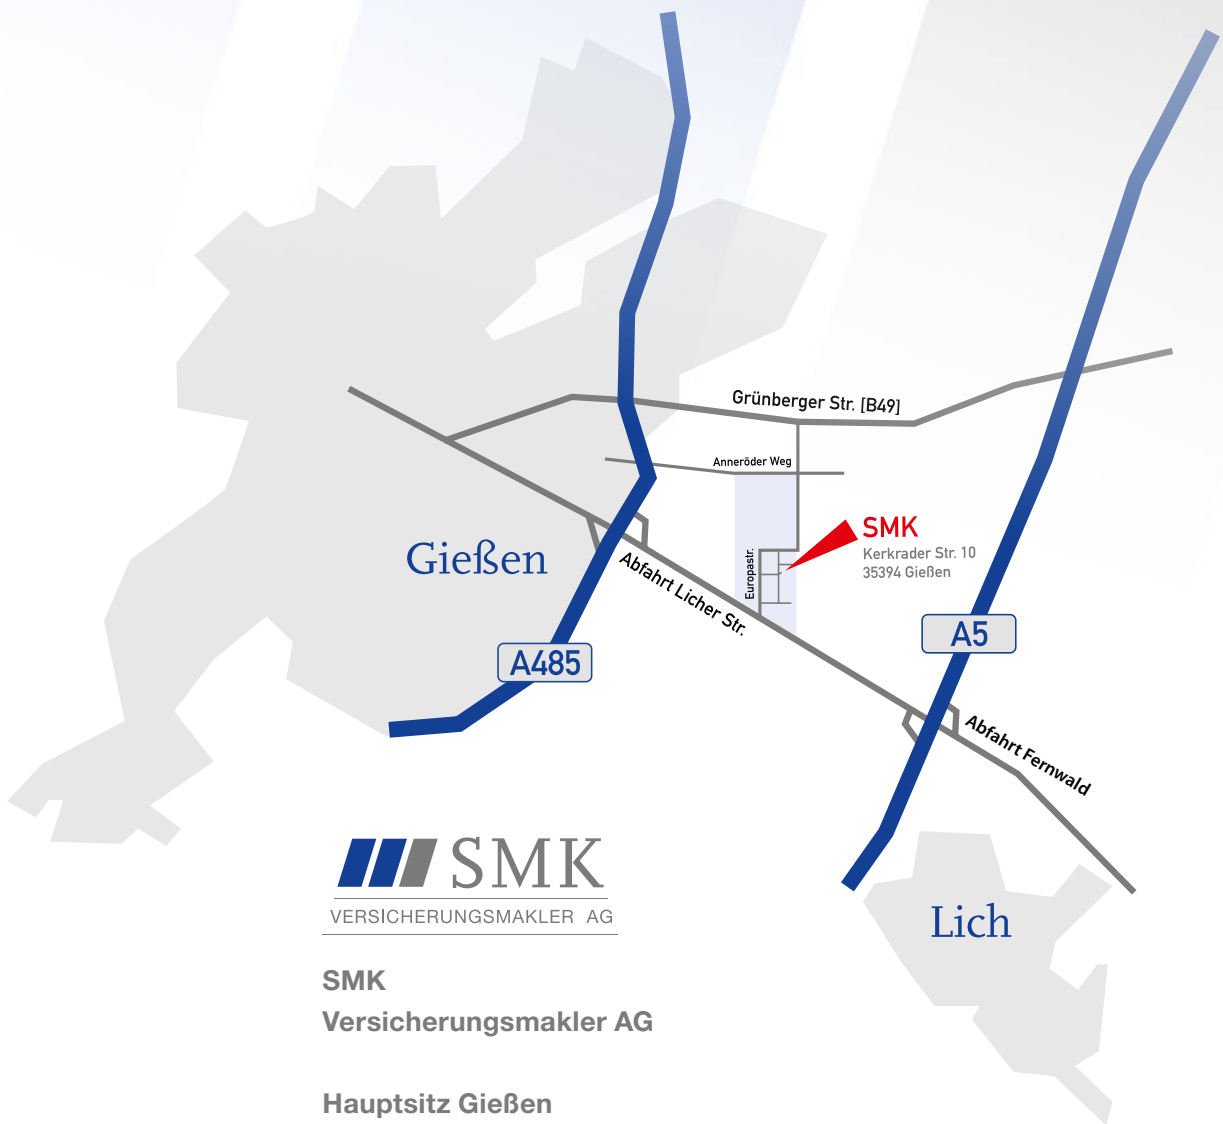 Grünberger Str. [B49]
Anneröder Weg
SMK
Kerkrader Str. 10
35394 Gießen
Europastr.
Gießen
Abfahrt Licher Str.
A485
A5
Abfahrt Fernwald
SMK
VERSICHERUNGSMAKLER AG
Lich
SMK
Versicherungsmakler AG
Hauptsitz Gießen